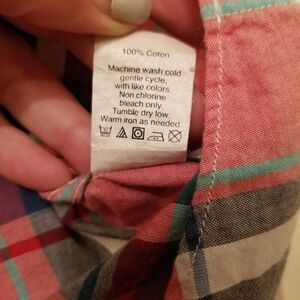 100% Coton
Machine wash cold
gentle cycle,
with like colors.
Non chlorine
bleach only.
Tumble dry low.
Warm iron as needed